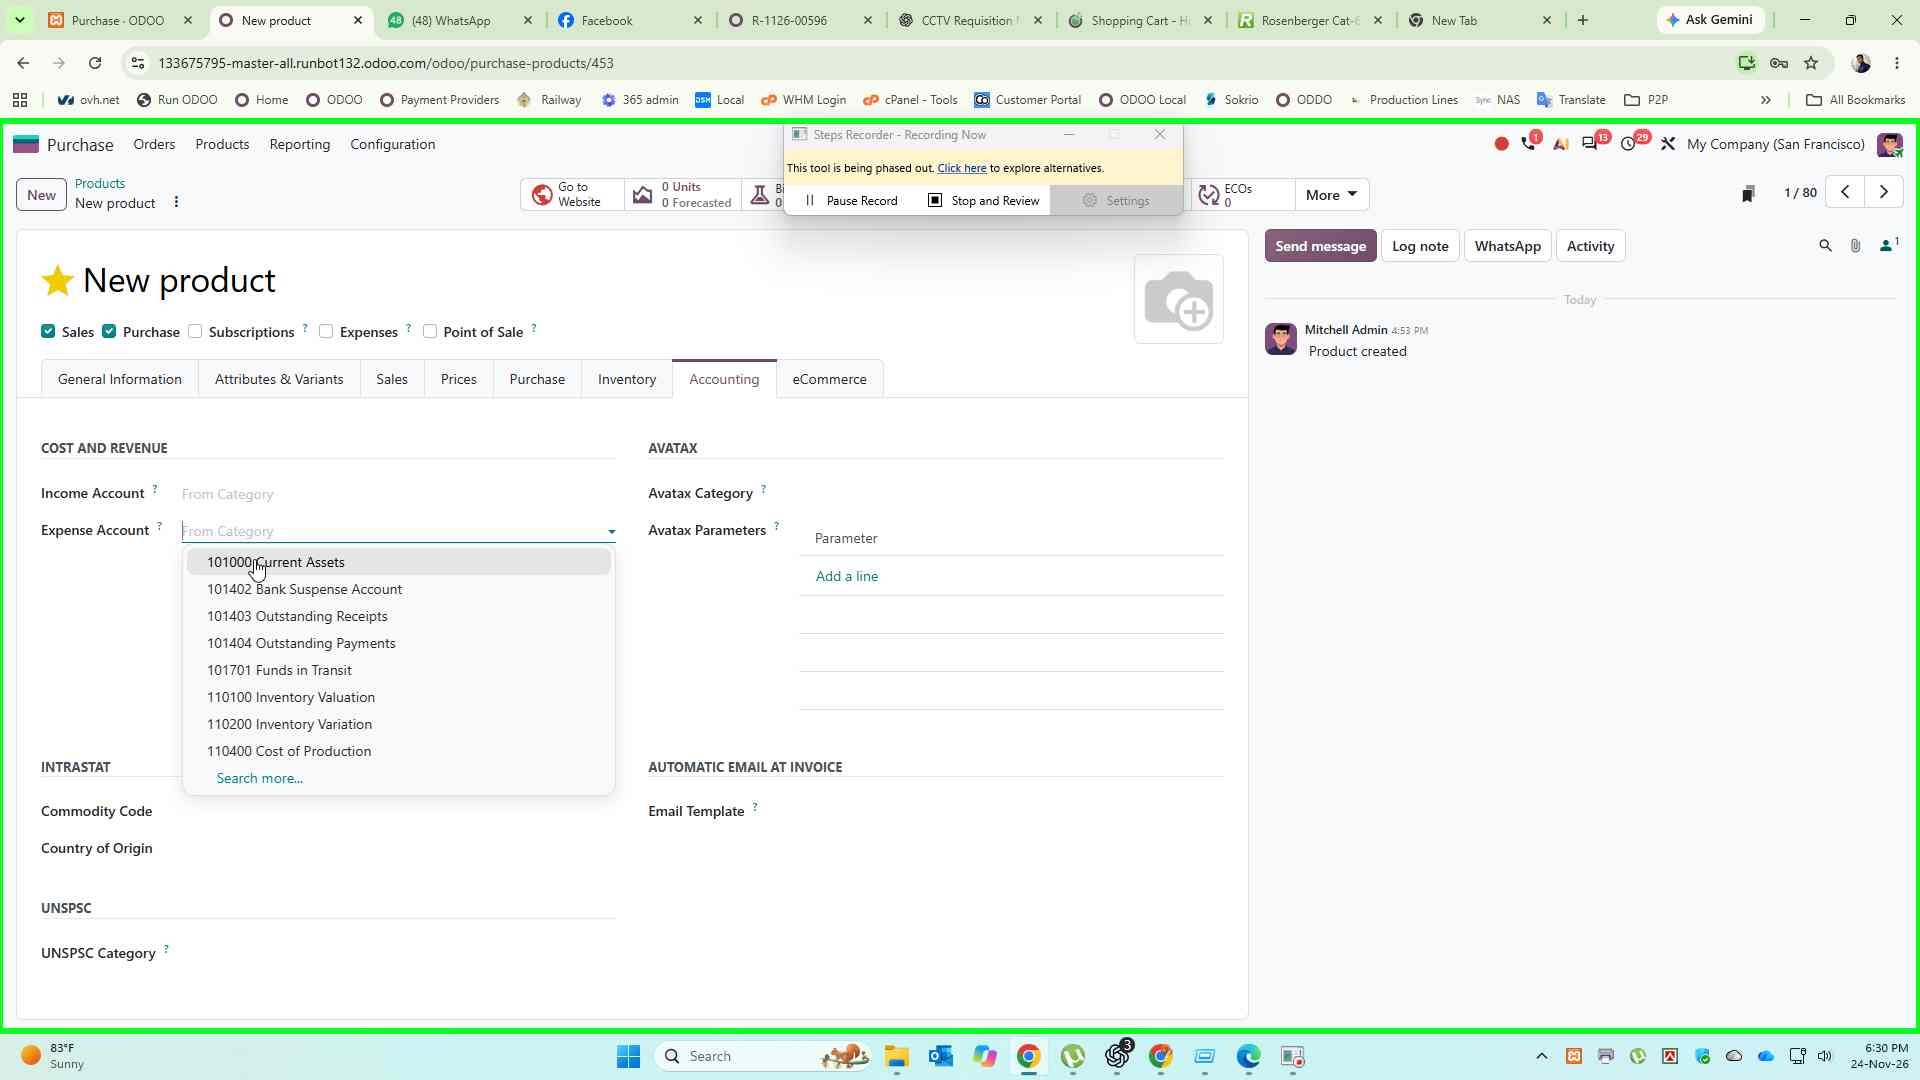 Purchase - ODOO
New product
(48) WhatsApp
Facebook
R-1126-00596
CCTV Requisition
Shopping Cart - H
Rosenberger Cat-6
New Tab
Ask Gemini
133675795-master-all.runbot132.odoo.com/odoo/purchase-products/453
ovh.net
Run ODOO
Home
ODOO
Payment Providers
Railway
365 admin
DSM Local
WHM Login
cPanel - Tools
Customer Portal
ODOO Local
Sokrio
ODDO
Production Lines
Sync NAS
Translate
P2P
All Bookmarks
Purchase Orders Products Reporting Configuration
Steps Recorder - Recording Now
This tool is being phased out. Click here to explore alternatives.
Pause Record
Stop and Review
Settings
1
13
29
My Company (San Francisco)
New
Products
New product
Go to Website
0 Units
0 Forecasted
ECOs
0
More
1 / 80
New product
Sales Purchase Subscriptions ? Expenses ? Point of Sale ?
General Information Attributes & Variants Sales Prices Purchase Inventory Accounting eCommerce
COST AND REVENUE
Income Account ? From Category
Expense Account ? From Category
101000 Current Assets
101402 Bank Suspense Account
101403 Outstanding Receipts
101404 Outstanding Payments
101701 Funds in Transit
110100 Inventory Valuation
110200 Inventory Variation
110400 Cost of Production
Search more...
AVATAX
Avatax Category ?
Avatax Parameters ?
Parameter
Add a line
INTRASTAT
Commodity Code
Country of Origin
AUTOMATIC EMAIL AT INVOICE
Email Template ?
UNSPSC
UNSPSC Category ?
Send message
Log note
WhatsApp
Activity
1
Today
Mitchell Admin 4:53 PM
Product created
83°F
Sunny
Search
3
6:30 PM
24-Nov-26